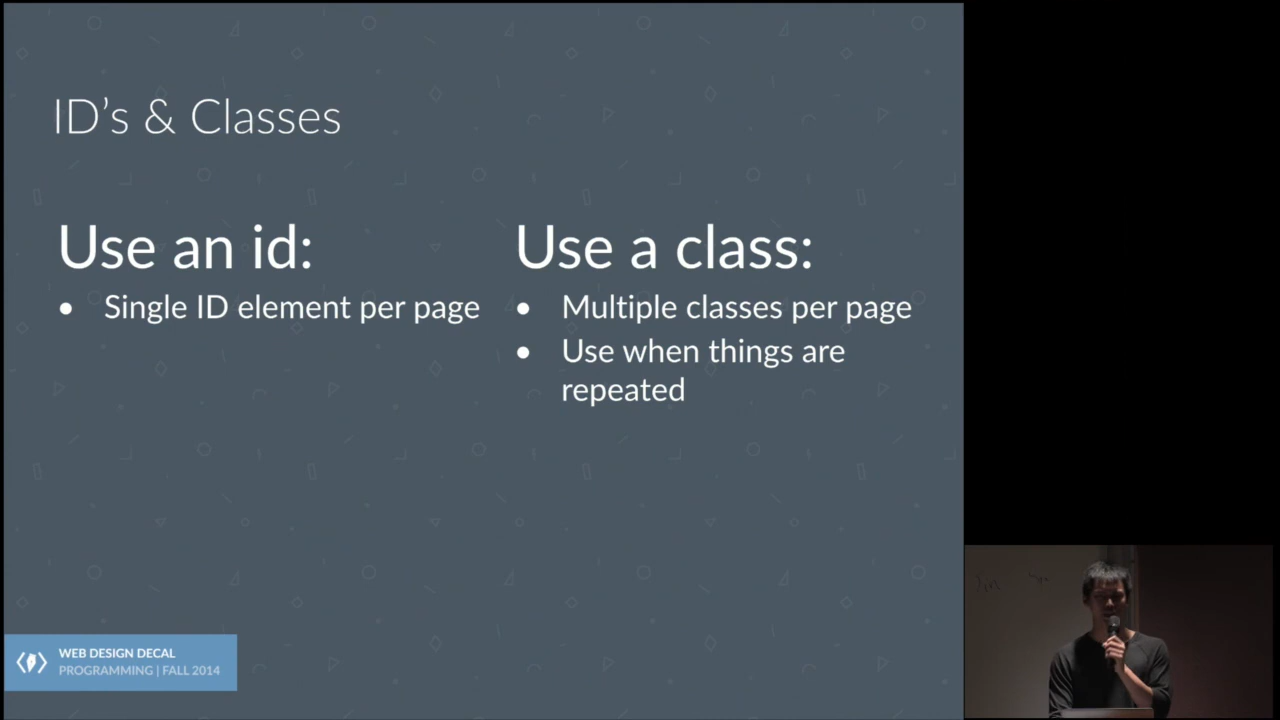 ID's & Classes
Use an id:
● Single ID element per page
Use a class:
● Multiple classes per page
● Use when things are
repeated
WEB DESIGN DECAL
PROGRAMMING | FALL 2014